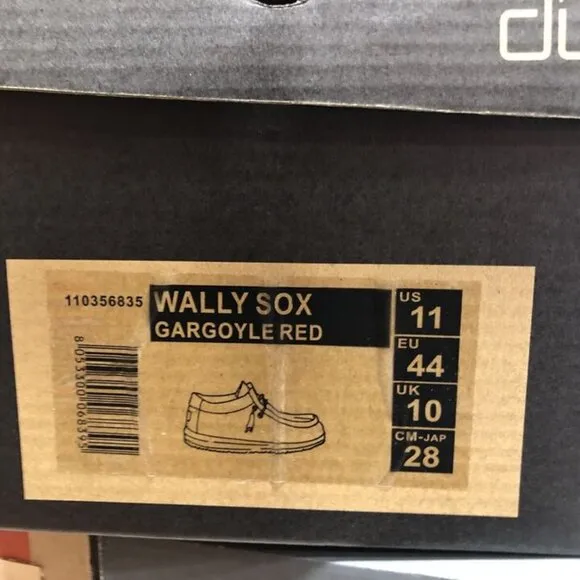 110356835
WALLY SOX
GARGOYLE RED
US
11
EU
44
UK
10
CM-JAP
28